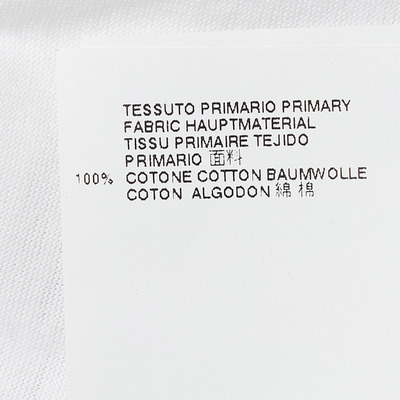 TESSUTO PRIMARIO PRIMARY
FABRIC HAUPTMATERIAL
TISSU PRIMAIRE TEJIDO
PRIMARIO 面料
100% COTONE COTTON BAUMWOLLE
COTON ALGODON 綿 棉